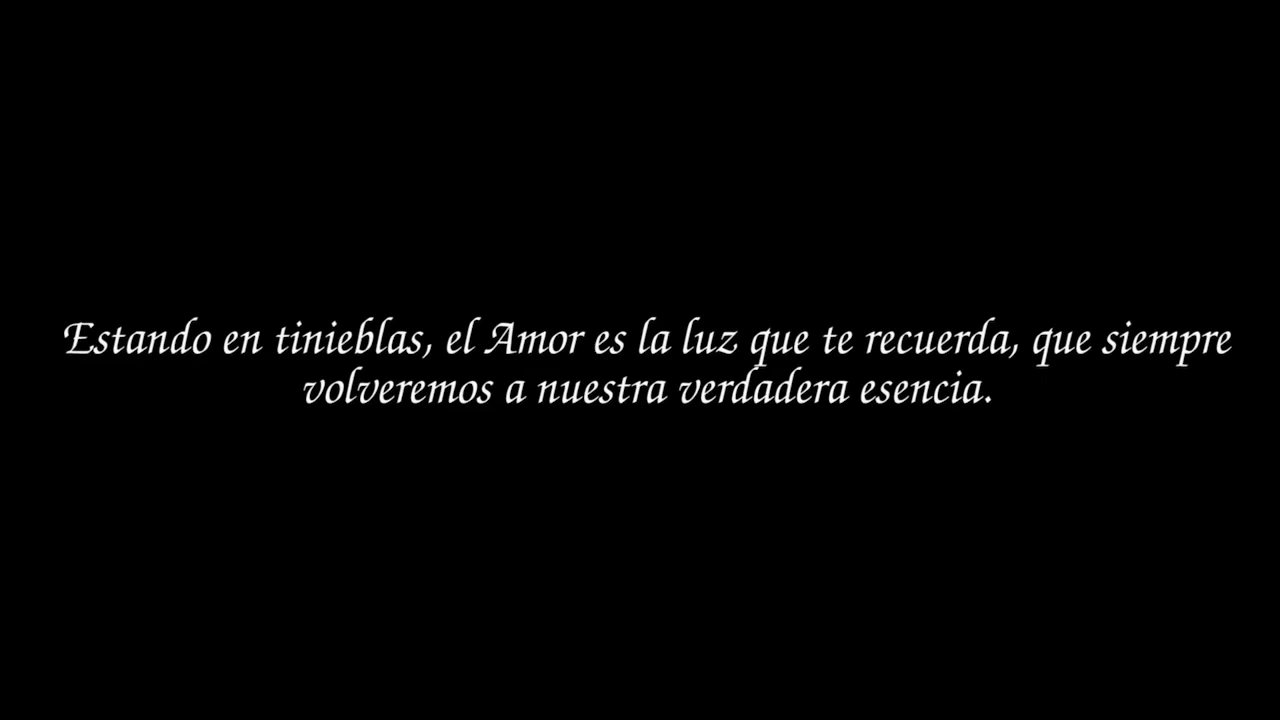 Estando en tinieblas, el Amor es la luz que te recuerda, que siempre
volveremos a nuestra verdadera esencia.